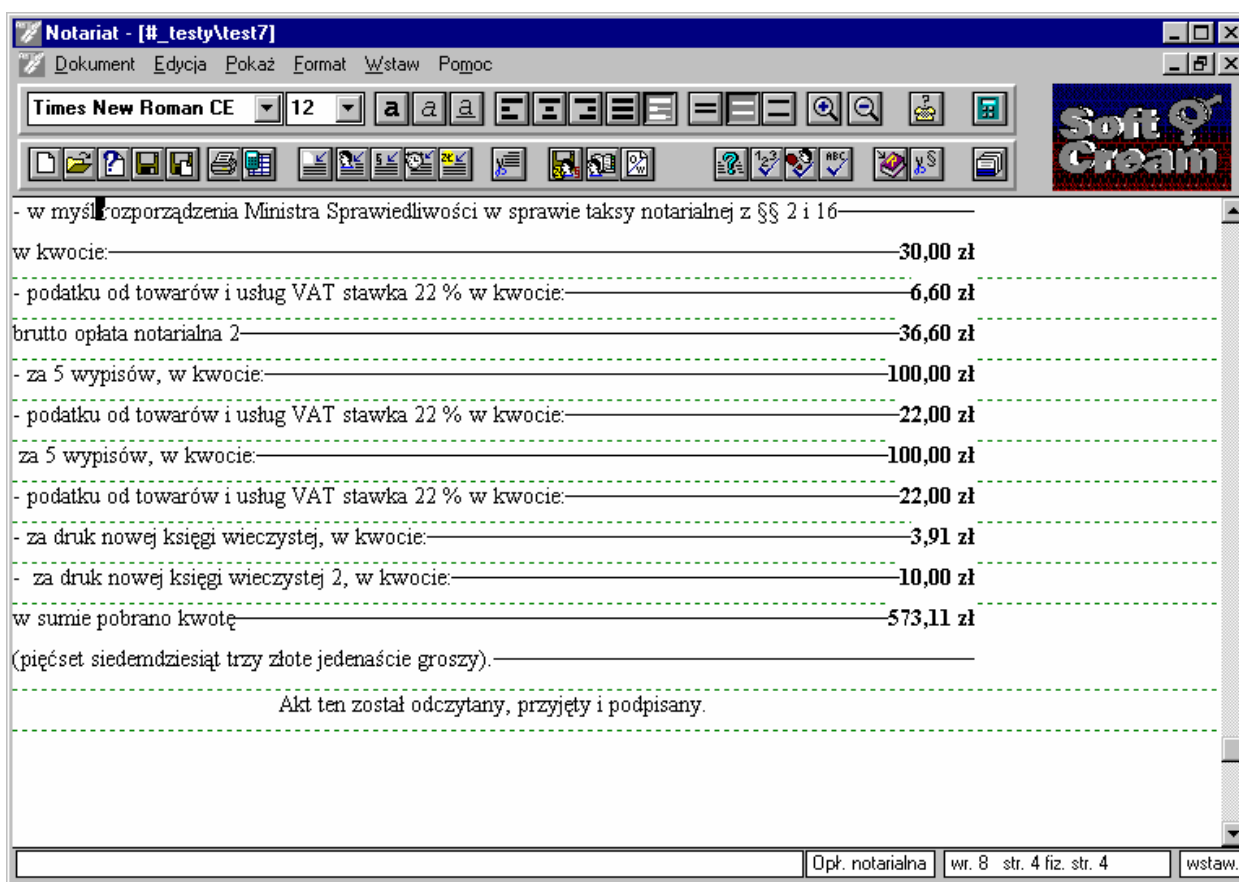 Notariat - [#_testy\test7]
Dokument Edycja Pokaż Format Wstaw Pomoc
Times New Roman CE 12 a a a
Soft
Cream
- w myśl rozporządzenia Ministra Sprawiedliwości w sprawie taksy notarialnej z §§ 2 i 16
w kwocie: 30,00 zł
- podatku od towarów i usług VAT stawka 22 % w kwocie: 6,60 zł
brutto opłata notarialna 2 36,60 zł
- za 5 wypisów, w kwocie: 100,00 zł
- podatku od towarów i usług VAT stawka 22 % w kwocie: 22,00 zł
za 5 wypisów, w kwocie: 100,00 zł
- podatku od towarów i usług VAT stawka 22 % w kwocie: 22,00 zł
- za druk nowej księgi wieczystej, w kwocie: 3,91 zł
- za druk nowej księgi wieczystej 2, w kwocie: 10,00 zł
w sumie pobrano kwotę 573,11 zł
(pięćset siedemdziesiąt trzy złote jedenaście groszy).
Akt ten został odczytany, przyjęty i podpisany.
Opł. notarialna wr. 8 str. 4 fiz. str. 4 wstaw.